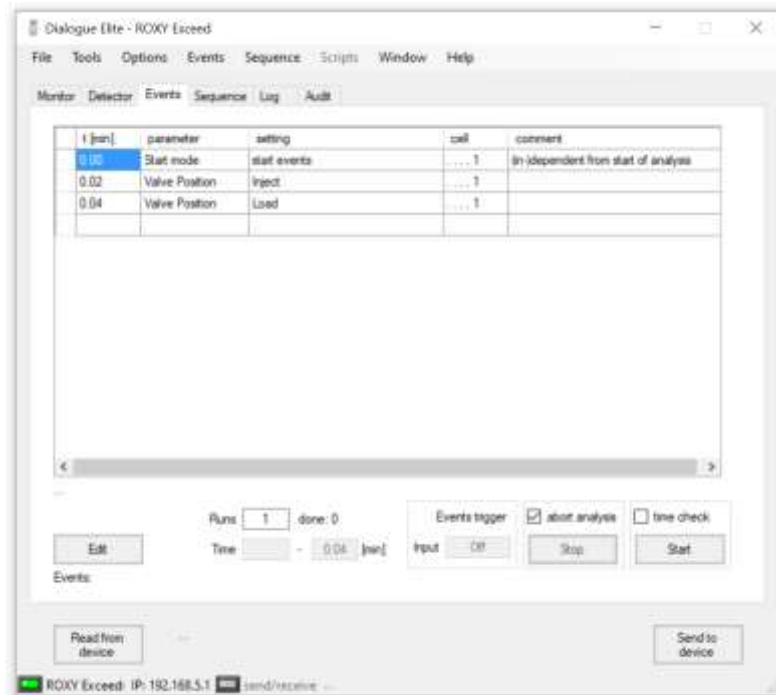 Dialogue Elite - ROXY Exceed
File Tools Options Events Sequence Scripts Window Help
Monitor Detector Events Sequence Log Audit
t [min] parameter setting cell comment
0.00 Start mode start events . . . . 1 (in-)dependent from start of analysis
0.02 Valve Position Inject . . . . 1
0.04 Valve Position Load . . . . 1
Runs 1 done: 0 Events trigger abort analysis time check
Edit Time - 0.04 [min] Input Off Stop Start
Events:
Read from device
Send to device
ROXY Exceed: IP: 192.168.5.1 send/receive ...